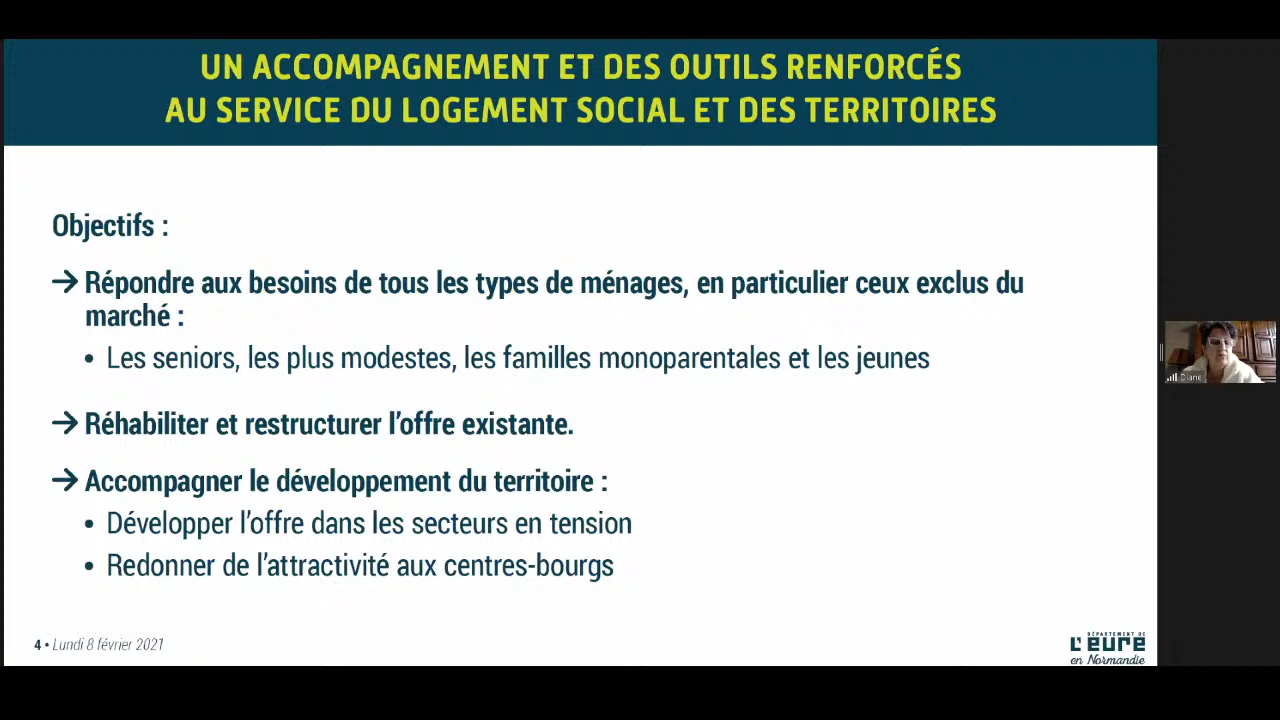 UN ACCOMPAGNEMENT ET DES OUTILS RENFORCÉS
AU SERVICE DU LOGEMENT SOCIAL ET DES TERRITOIRES
Objectifs :
→ Répondre aux besoins de tous les types de ménages, en particulier ceux exclus du
marché :
• Les seniors, les plus modestes, les familles monoparentales et les jeunes
→ Réhabiliter et restructurer l’offre existante.
→ Accompagner le développement du territoire :
• Développer l’offre dans les secteurs en tension
• Redonner de l’attractivité aux centres-bourgs
4 • Lundi 8 février 2021
DÉPARTEMENT DE
L'EURE
en Normandie
Diane